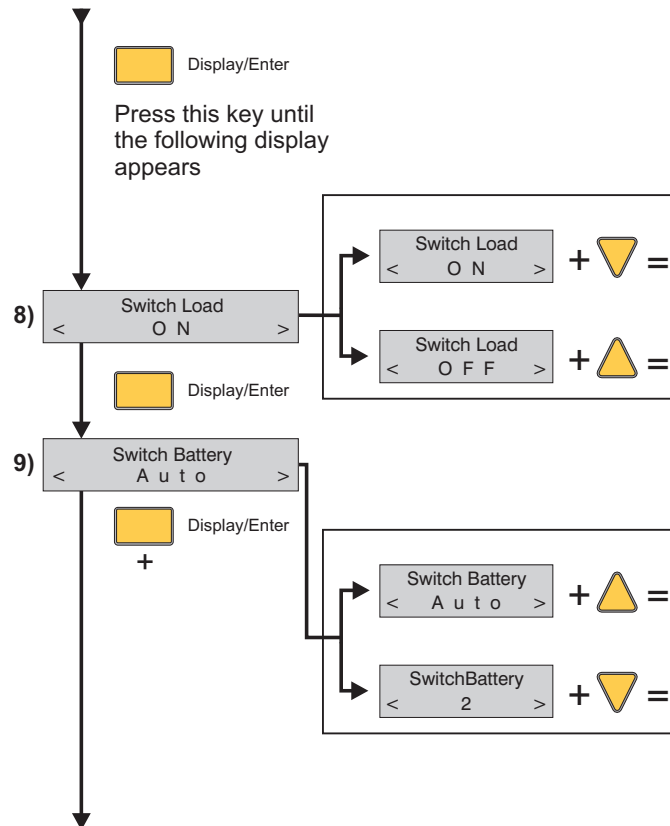 Display/Enter
Press this key until
the following display
appears
8)
Switch Load
< O N >
Switch Load
< O N >
+ =
Switch Load
< O F F >
+ =
Display/Enter
9)
Switch Battery
< A u t o >
Display/Enter
+
Switch Battery
< A u t o >
+ =
SwitchBattery
< 2 >
+ =